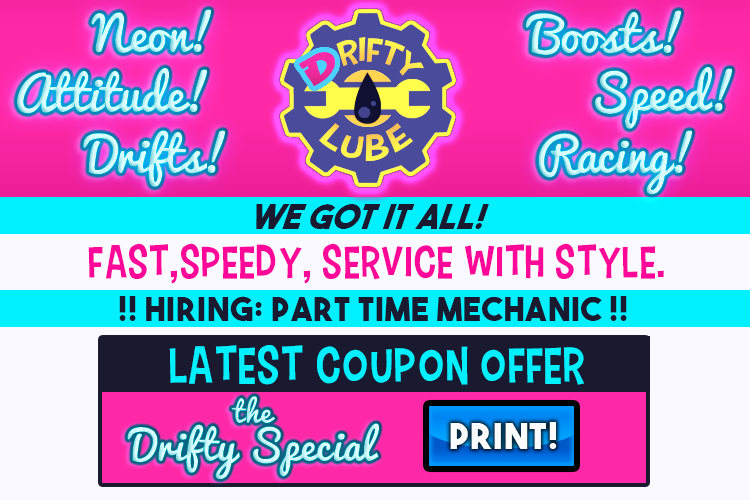 Neon!
Attitude!
Drifts!
DRIFTY
LUBE
Boosts!
Speed!
Racing!
WE GOT IT ALL!
FAST,SPEEDY, SERVICE WITH STYLE.
!! HIRING: PART TIME MECHANIC !!
LATEST COUPON OFFER
the
Drifty Special
PRINT!